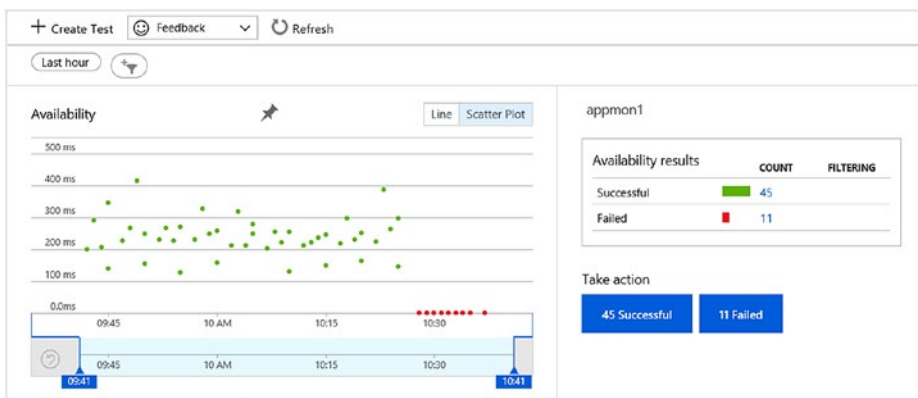 + Create Test Feedback Refresh
Last hour
Availability Line Scatter Plot
500 ms
400 ms
300 ms
200 ms
100 ms
0.0ms
09:45 10 AM 10:15 10:30
09:45 10 AM 10:15 10:30
09:41 10:41
appmon1
Availability results COUNT FILTERING
Successful 45
Failed 11
Take action
45 Successful 11 Failed